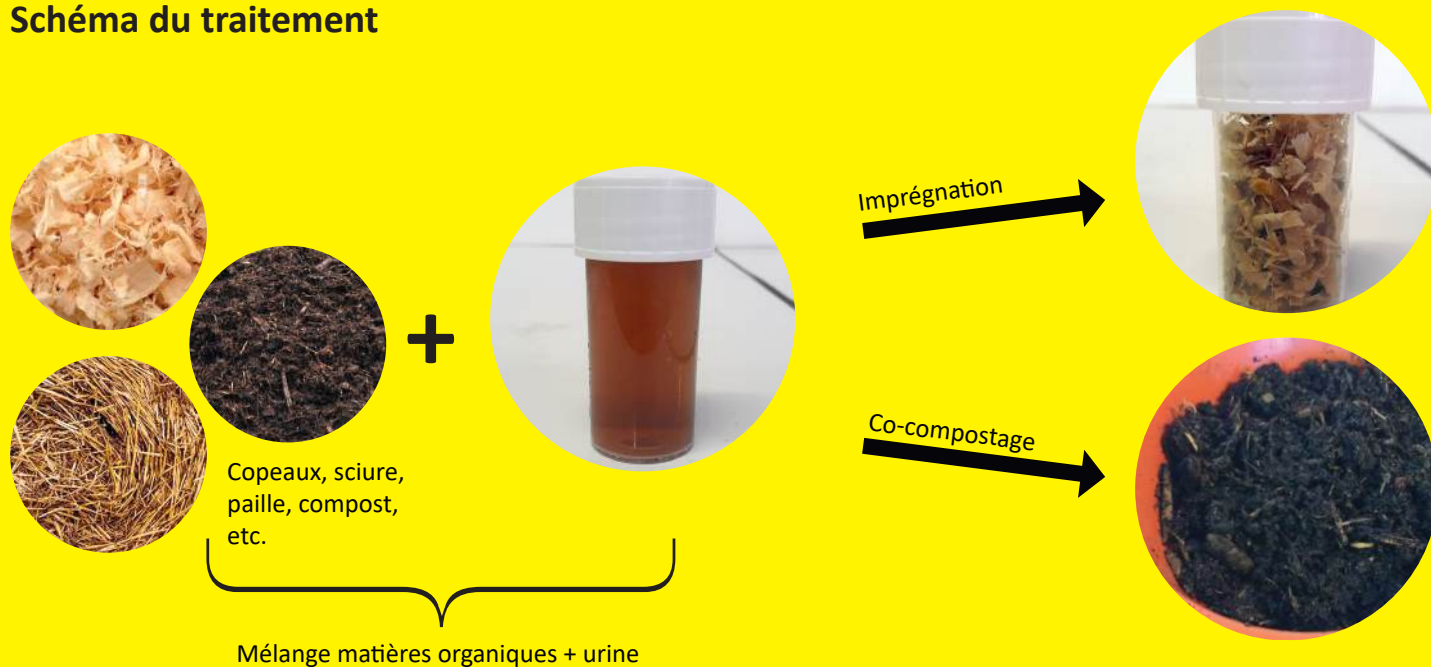 Schéma du traitement
Copeaux, sciure,
paille, compost,
etc.
+
Imprégnation
Co-compostage
Mélange matières organiques + urine